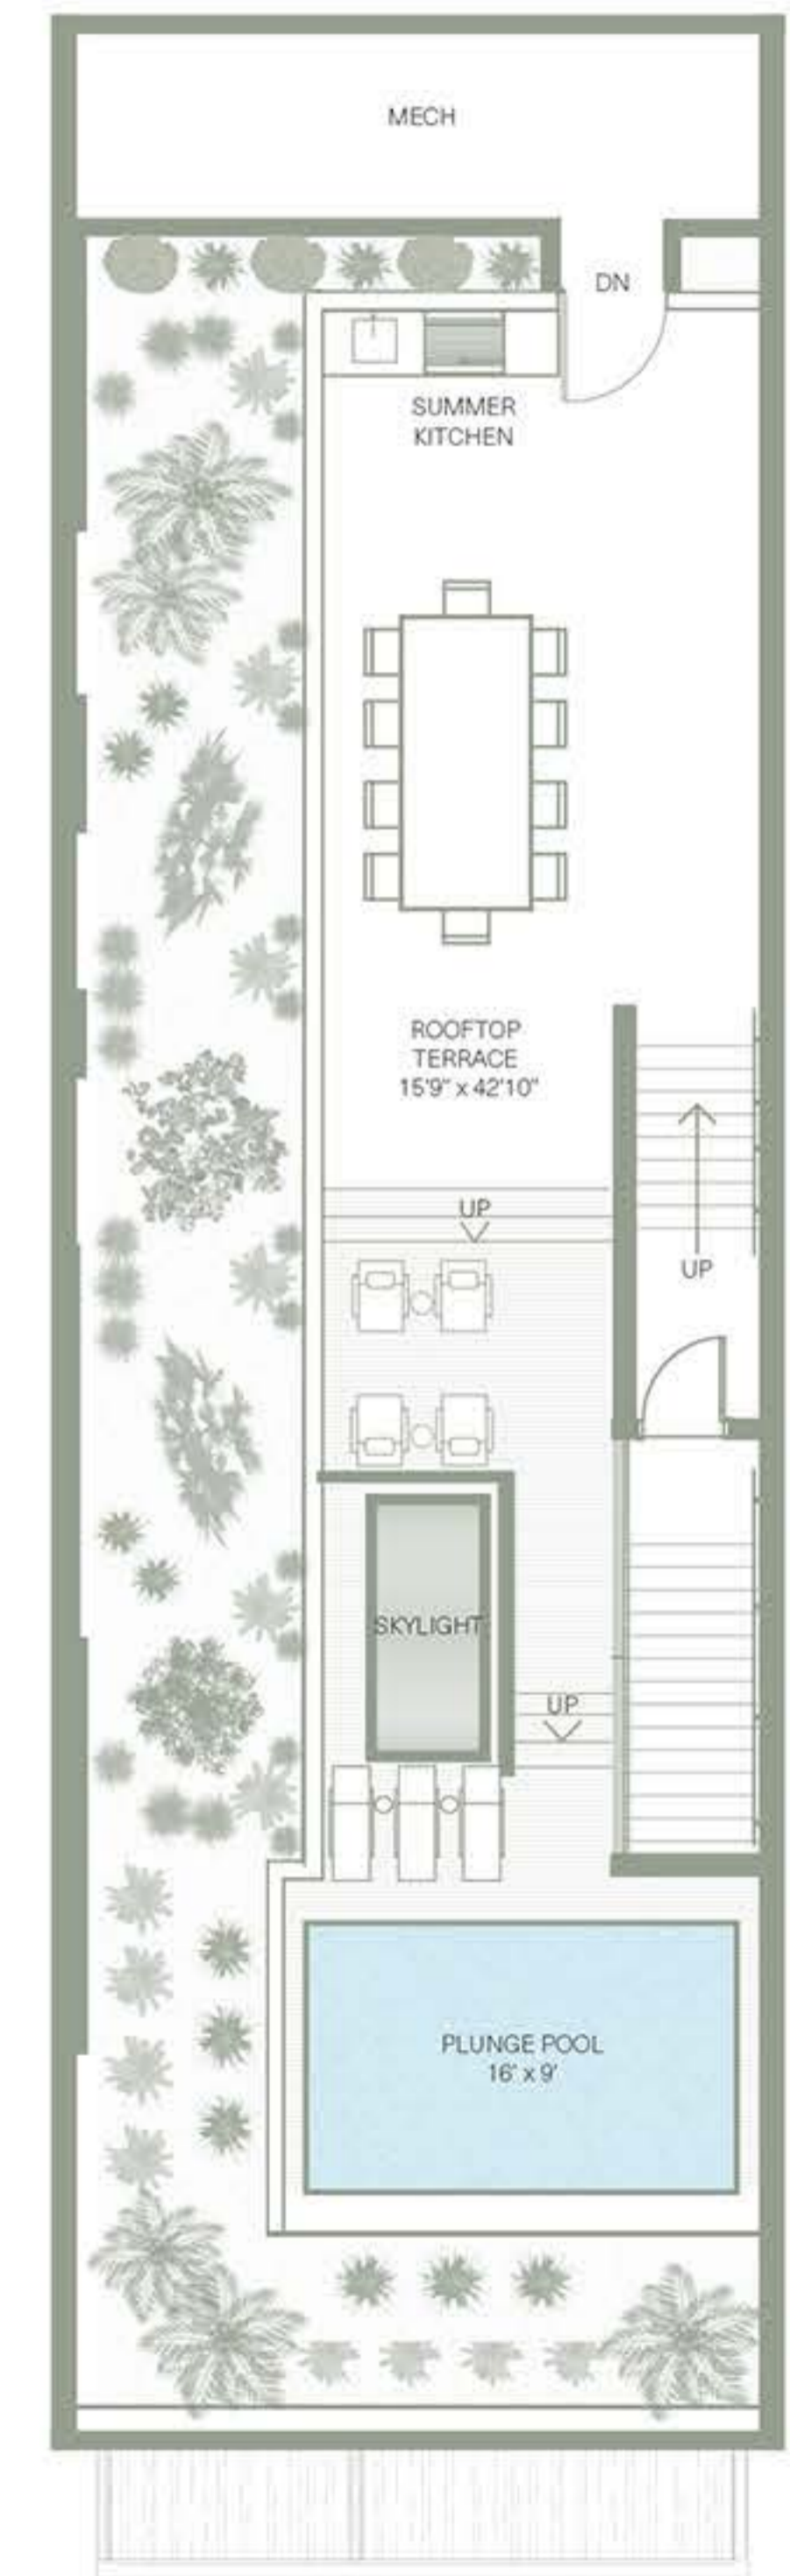 MECH
DN
SUMMER
KITCHEN
ROOFTOP
TERRACE
15'9" x 42'10"
UP
UP
SKYLIGHT
UP
PLUNGE POOL
16' x 9'